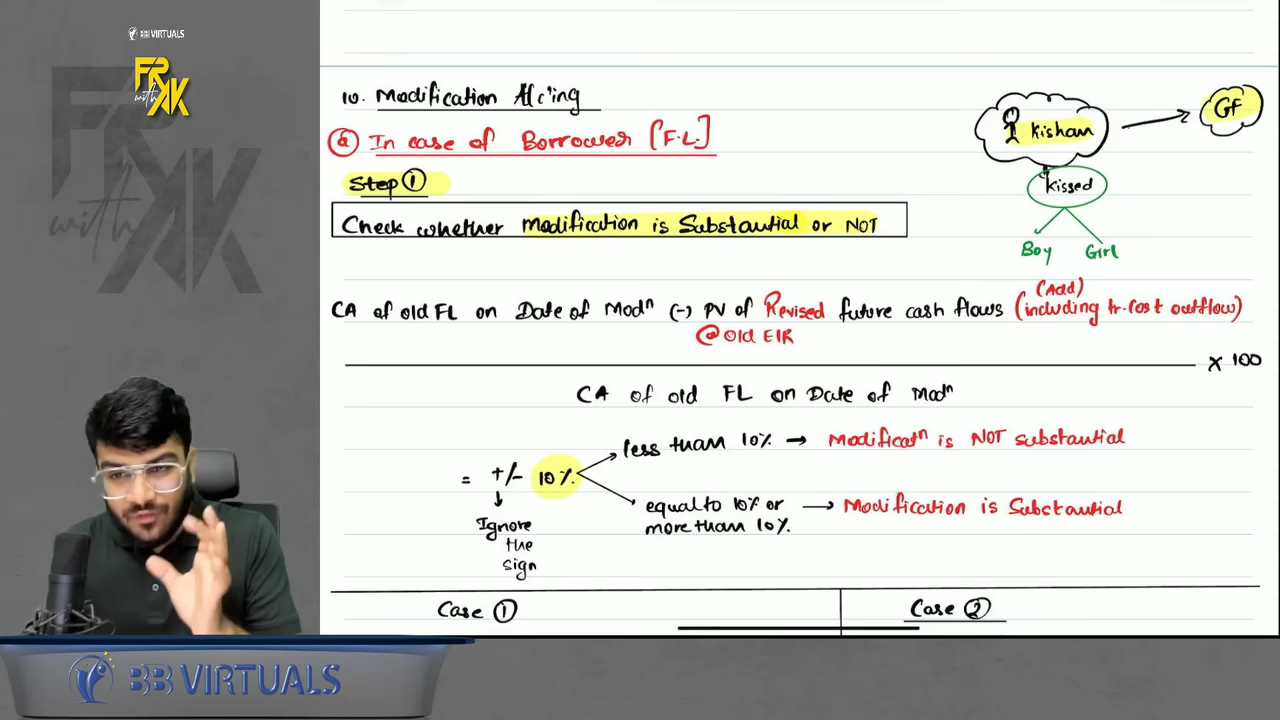 BB VIRTUALS
FR
with
AK
10. Modification A/c'ing
(a) In case of Borrower [F.L.]
Step ①
Check whether Modification is Substantial or NOT
Kishan
GF
Kissed
Boy Girl
(Add)
CA of old FL on Date of Modⁿ (-) PV of Revised future cash flows (including tr. cost outflow)
@ old EIR
X 100
CA of old FL on Date of Modⁿ
less than 10% → Modificatⁿ is NOT substantial
= +/- 10%
equal to 10% or → Modification is Substantial
more than 10%
Ignore
the
sign
Case ① Case ②
BB VIRTUALS